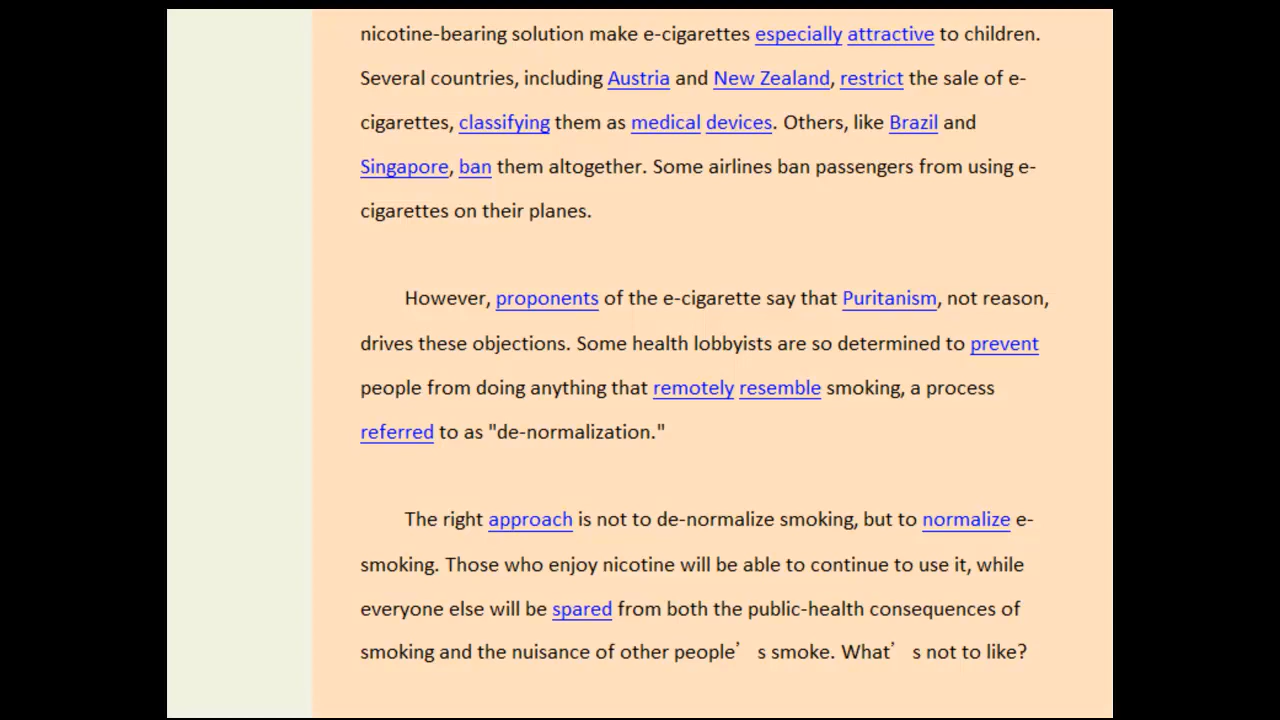 nicotine-bearing solution make e-cigarettes especially attractive to children.
Several countries, including Austria and New Zealand, restrict the sale of e-
cigarettes, classifying them as medical devices. Others, like Brazil and
Singapore, ban them altogether. Some airlines ban passengers from using e-
cigarettes on their planes.
However, proponents of the e-cigarette say that Puritanism, not reason,
drives these objections. Some health lobbyists are so determined to prevent
people from doing anything that remotely resemble smoking, a process
referred to as "de-normalization."
The right approach is not to de-normalize smoking, but to normalize e-
smoking. Those who enjoy nicotine will be able to continue to use it, while
everyone else will be spared from both the public-health consequences of
smoking and the nuisance of other people’s smoke. What’s not to like?